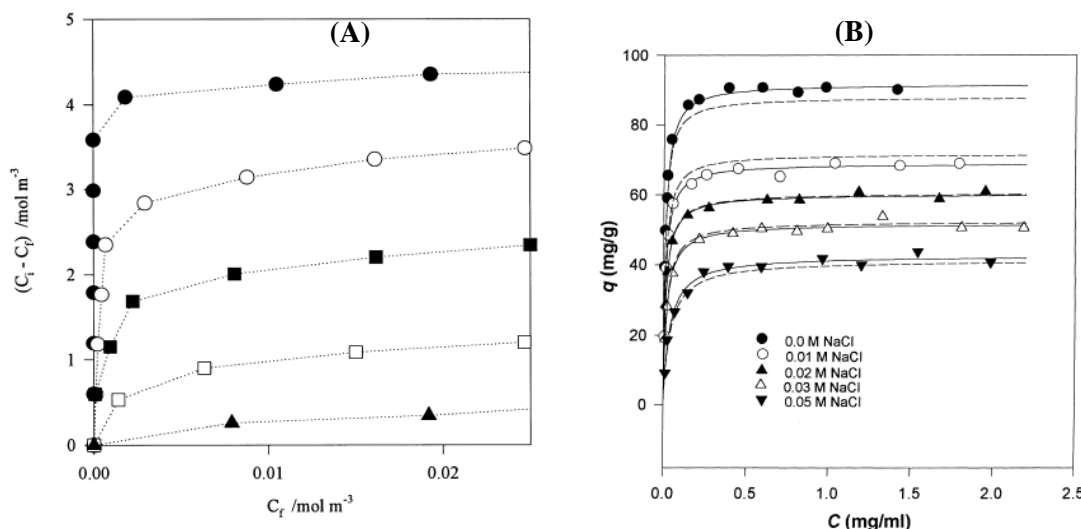 (A)
5
4
3
2
1
0
(Ci - Cf) /mol m-3
0.00
0.01
0.02
Cf /mol m-3
(B)
100
80
60
40
20
0
q (mg/g)
0.0 M NaCl
0.01 M NaCl
0.02 M NaCl
0.03 M NaCl
0.05 M NaCl
0.0
0.5
1.0
1.5
2.0
2.5
C (mg/ml)